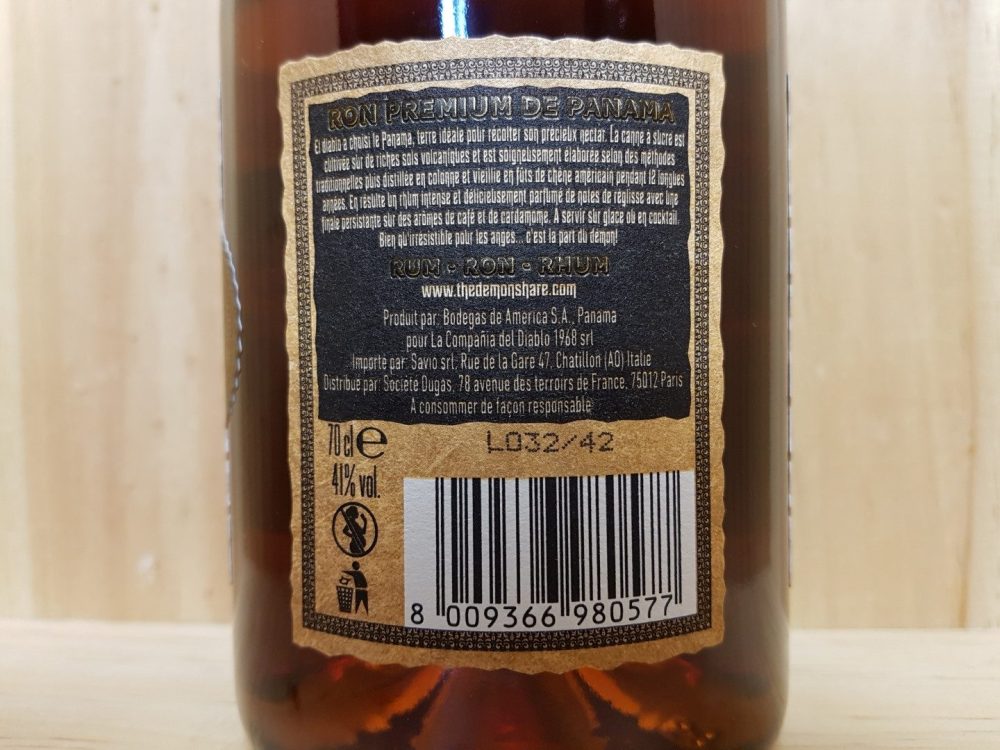 RON PREMIUM DE PANAMA
El diablo a choisi le Panama, terre idéale pour récolter son précieux nectar. La canne à sucre est
cultivée sur de riches sols volcaniques et est soigneusement élaborée selon des méthodes
traditionnelles puis distillée en colonne et vieillie en fûts de chêne américain pendant 12 longues
années. En résulte un rhum intense et délicieusement parfumé de notes de réglisse avec une
finale persistante sur des arômes de café et de cardamome. A servir sur glace ou en cocktail.
Bien qu'irrésistible pour les anges... c'est la part du démon!
RUM - RON - RHUM
www.thedemonshare.com
Produit par: Bodegas de América S.A., Panama
pour La Compañia del Diablo 1968 srl
Importé par: Savio srl, Rue de la Gare 47, Chatillon (AO) Italie
Distribué par: Société Dugas, 78 avenue des terroirs de France, 75012 Paris
A consommer de façon responsable
70 cl e
L032/42
41% vol.
8 009366 980577